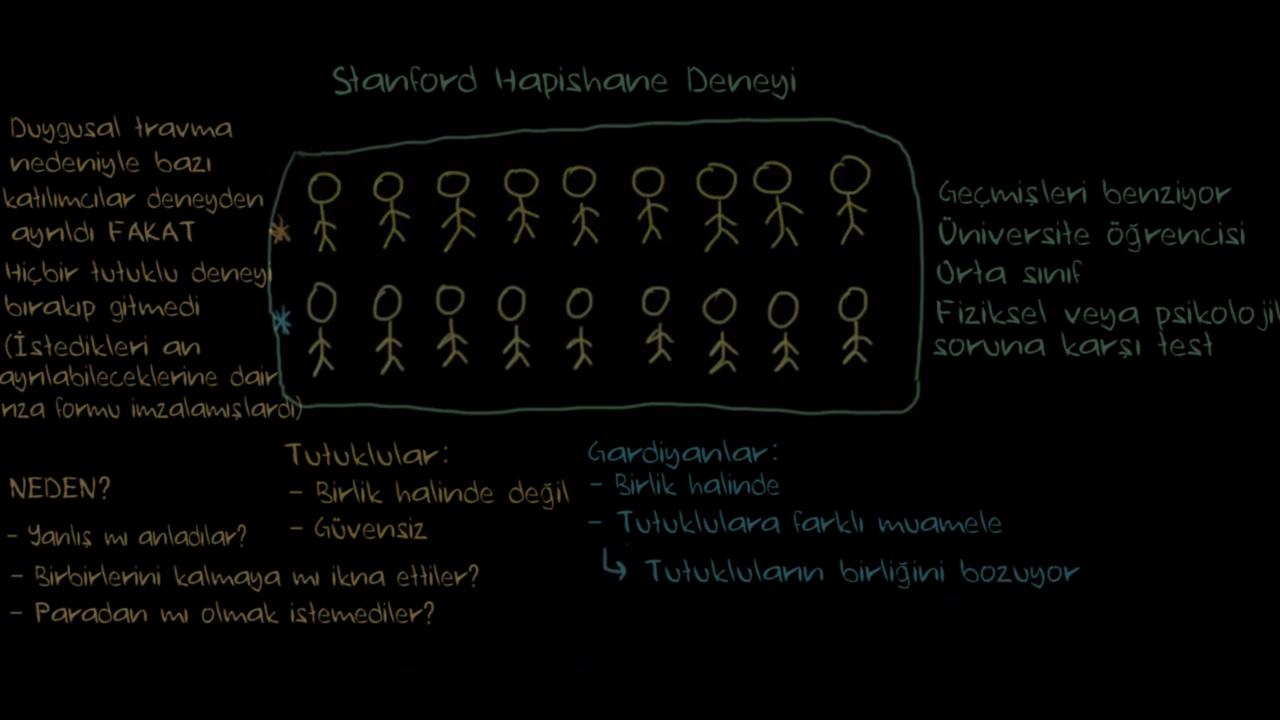 Stanford Hapishane Deneyi
Duygusal travma
nedeniyle bazı
katılımcılar deneyden
ayrıldı FAKAT
Hiçbir tutuklu deneyi
bırakıp gitmedi
(İstedikleri an
ayrılabileceklerine dair
rıza formu imzalamışlardı)
Geçmişleri benziyor
Üniversite öğrencisi
Orta sınıf
Fiziksel veya psikolojik
soruna karşı test
NEDEN?
- Yanlış mı anladılar?
- Birbirlerini kalmaya mı ikna ettiler?
- Paradan mı olmak istemediler?
Tutuklular:
- Birlik halinde değil
- Güvensiz
Gardiyanlar:
- Birlik halinde
- Tutuklulara farklı muamele
↳ Tutukluların birliğini bozuyor